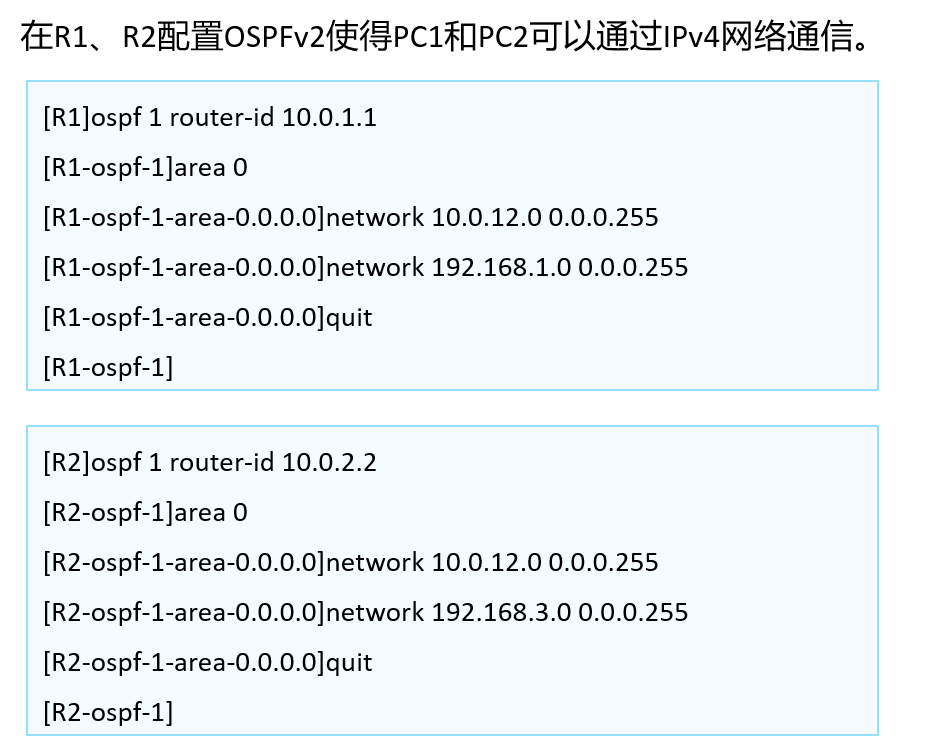 在R1、R2配置OSPFv2使得PC1和PC2可以通过IPv4网络通信。
[R1]ospf 1 router-id 10.0.1.1
[R1-ospf-1]area 0
[R1-ospf-1-area-0.0.0.0]network 10.0.12.0 0.0.0.255
[R1-ospf-1-area-0.0.0.0]network 192.168.1.0 0.0.0.255
[R1-ospf-1-area-0.0.0.0]quit
[R1-ospf-1]
[R2]ospf 1 router-id 10.0.2.2
[R2-ospf-1]area 0
[R2-ospf-1-area-0.0.0.0]network 10.0.12.0 0.0.0.255
[R2-ospf-1-area-0.0.0.0]network 192.168.3.0 0.0.0.255
[R2-ospf-1-area-0.0.0.0]quit
[R2-ospf-1]